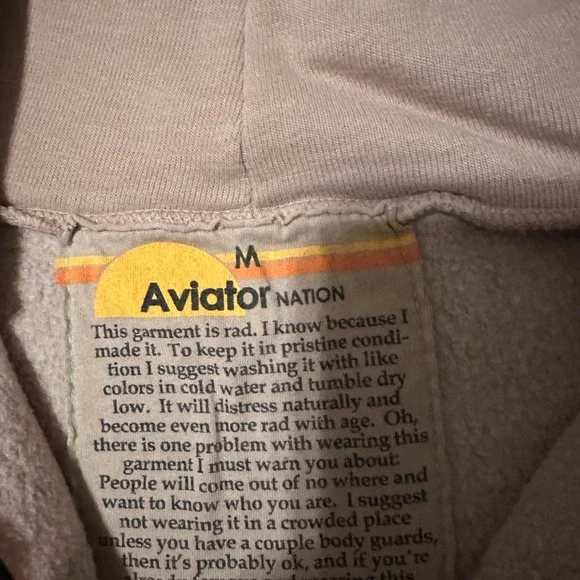 M
Aviator NATION
This garment is rad. I know because I
made it. To keep it in pristine condi-
tion I suggest washing it with like
colors in cold water and tumble dry
low. It will distress naturally and
become even more rad with age. Oh,
there is one problem with wearing this
garment I must warn you about:
People will come out of no where and
want to know who you are. I suggest
not wearing it in a crowded place
unless you have a couple body guards,
then it's probably ok, and if you're